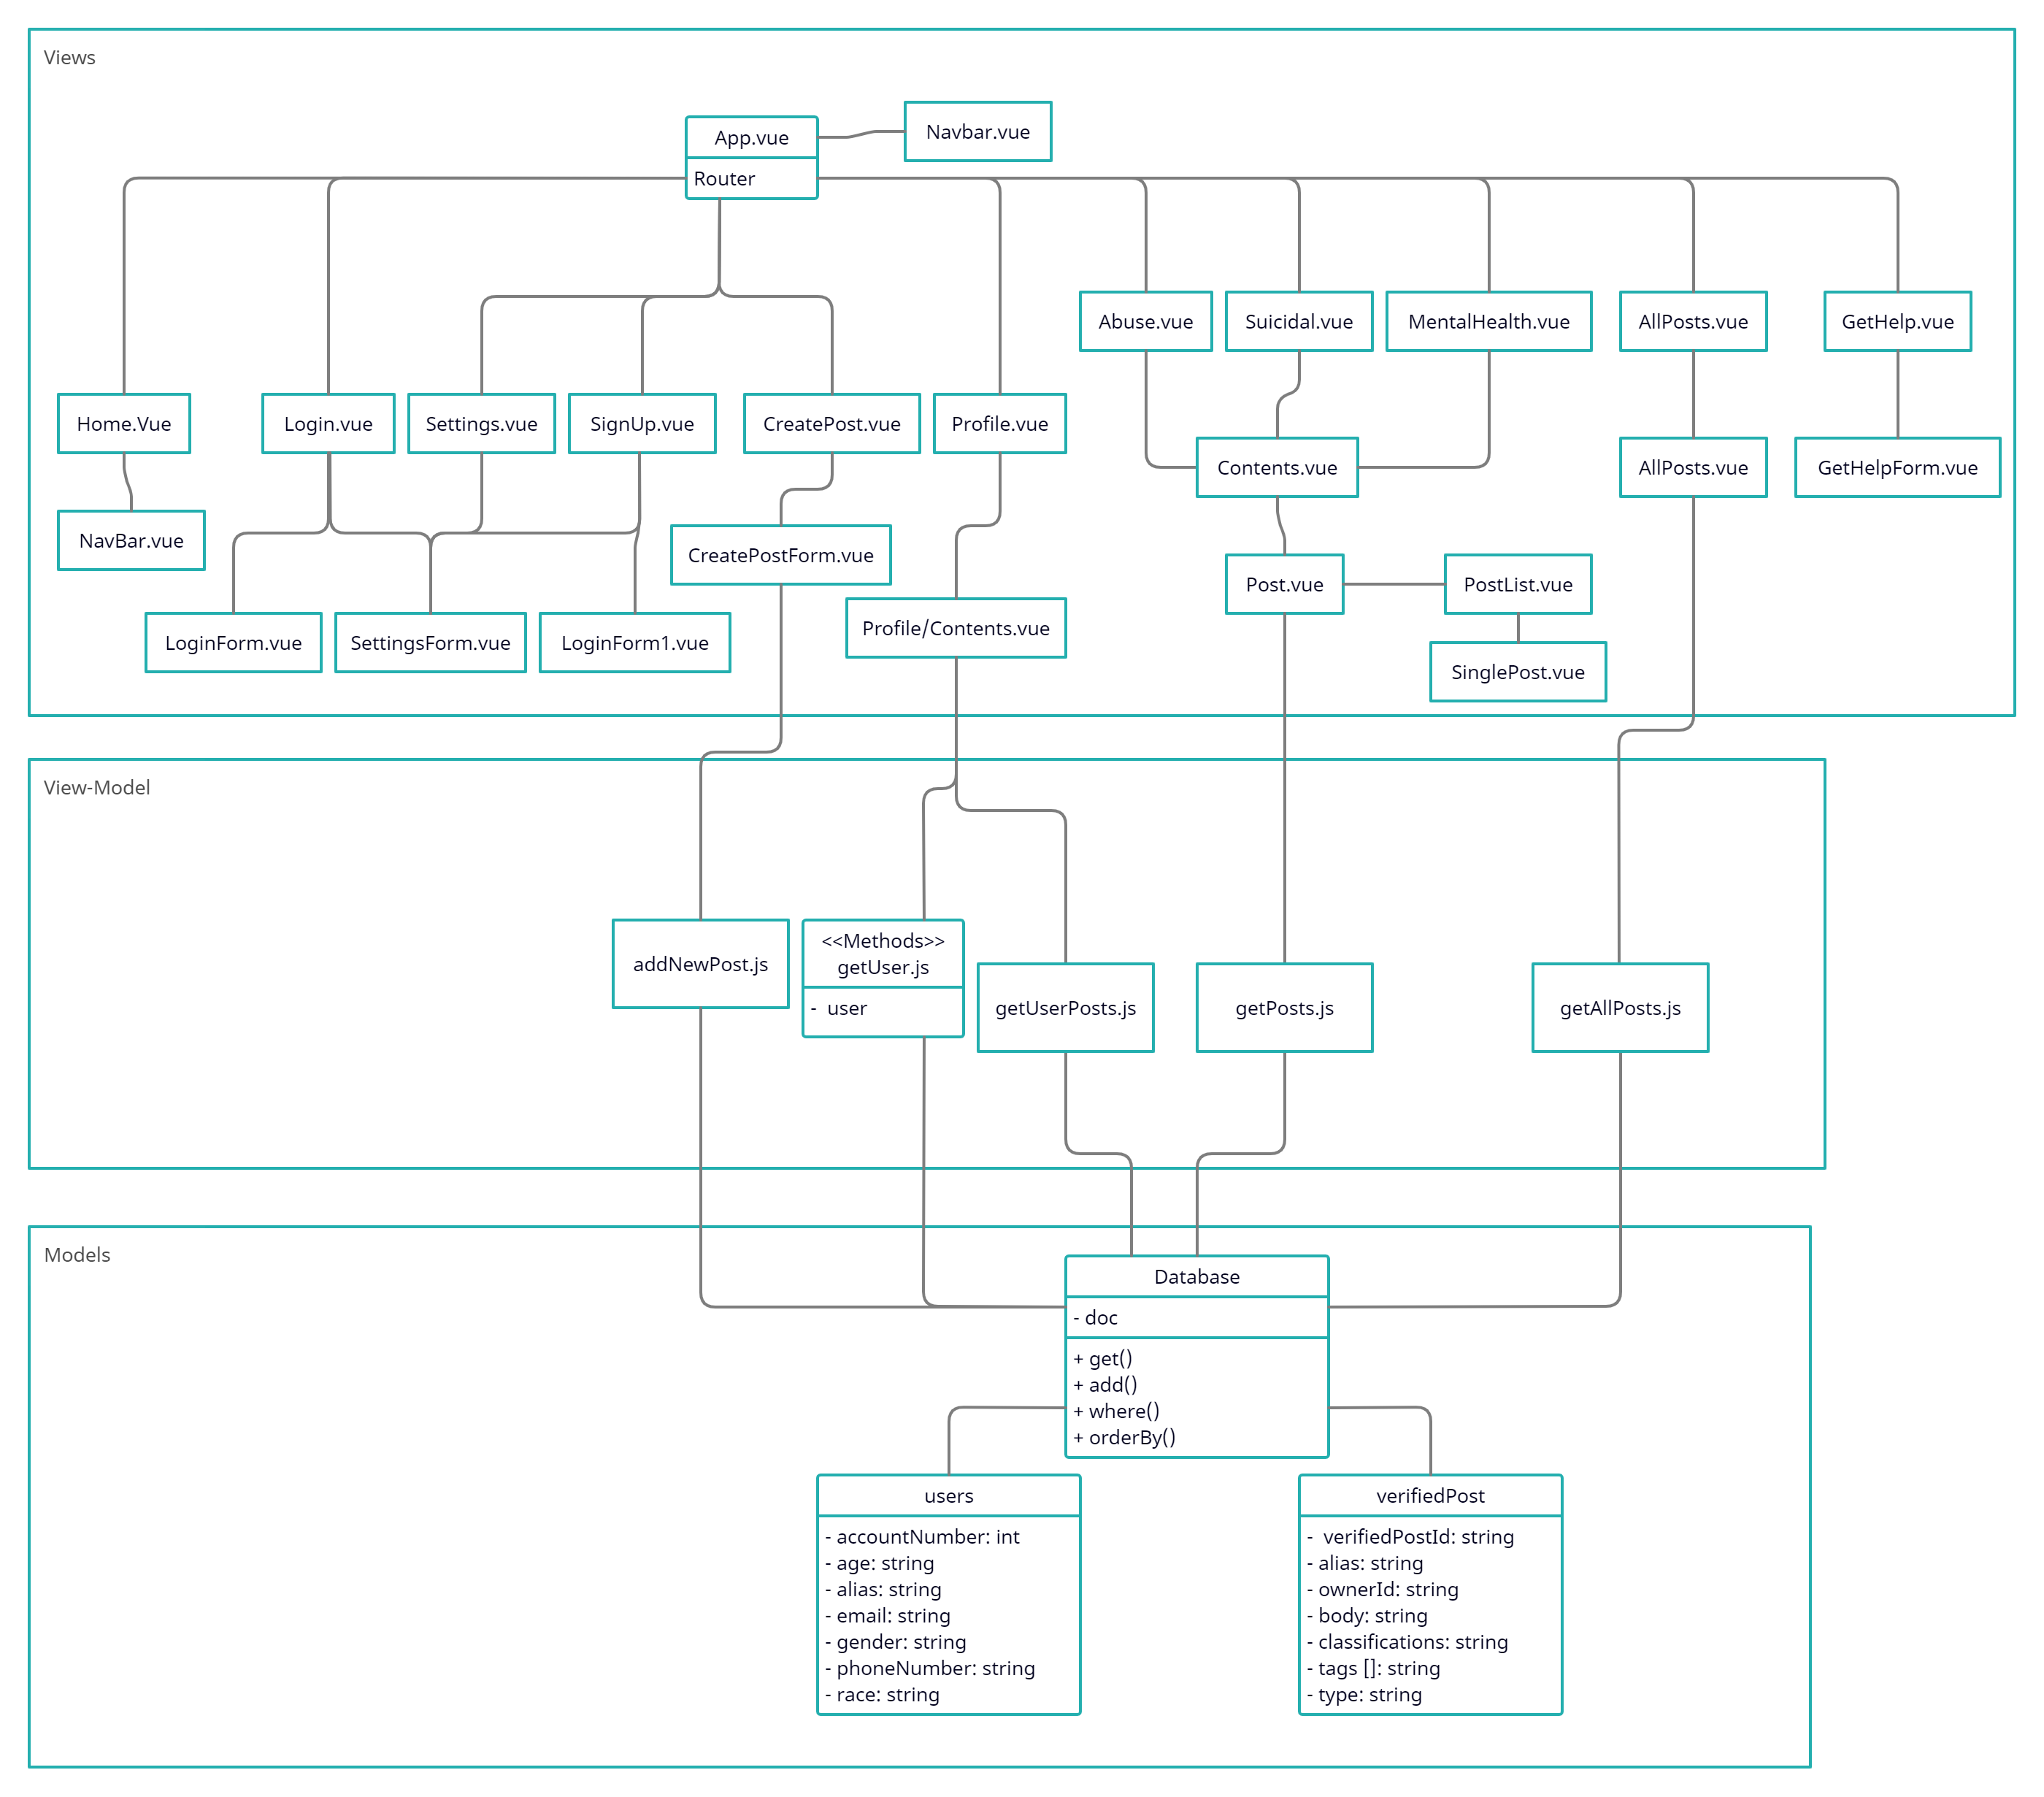 Views
Navbar.vue
App.vue
Router
Abuse.vue
Suicidal.vue
MentalHealth.vue
AllPosts.vue
GetHelp.vue
Home.Vue
Login.vue
Settings.vue
SignUp.vue
CreatePost.vue
Profile.vue
Contents.vue
AllPosts.vue
GetHelpForm.vue
NavBar.vue
CreatePostForm.vue
Post.vue
PostList.vue
LoginForm.vue
SettingsForm.vue
LoginForm1.vue
Profile/Contents.vue
SinglePost.vue
View-Model
addNewPost.js
<<Methods>>
getUser.js
- user
getUserPosts.js
getPosts.js
getAllPosts.js
Models
Database
- doc
+ get()
+ add()
+ where()
+ orderBy()
users
- accountNumber: int
- age: string
- alias: string
- email: string
- gender: string
- phoneNumber: string
- race: string
verifiedPost
- verifiedPostId: string
- alias: string
- ownerId: string
- body: string
- classifications: string
- tags []: string
- type: string